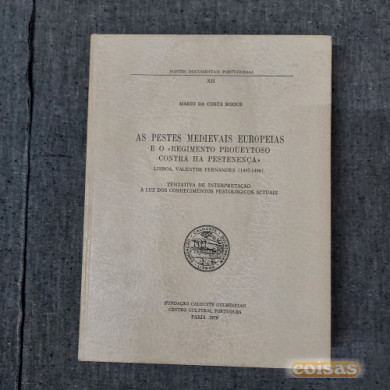 FONTES DOCUMENTAIS PORTUGUESAS
XII
MÁRIO DA COSTA ROQUE
AS PESTES MEDIEVAIS EUROPEIAS
E O «REGIMENTO PROUEYTOSO
CONTRA HA PESTENENÇA»
LISBOA, VALENTIM FERNANDES [1495-1496]
TENTATIVA DE INTERPRETAÇÃO
À LUZ DOS CONHECIMENTOS PESTOLÓGICOS ACTUAIS
FUNDAÇÃO CALOUSTE GULBENKIAN
CENTRO CULTURAL PORTUGUÊS
PARIS 1979
coisas